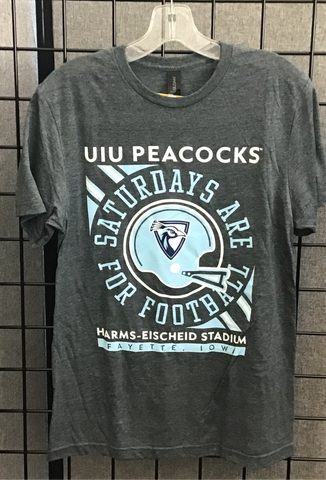 UIU PEACOCKS
SATURDAYS ARE
FOR FOOTBALL
HARMS-EISCHEID STADIUM
FAYETTE, IOWA